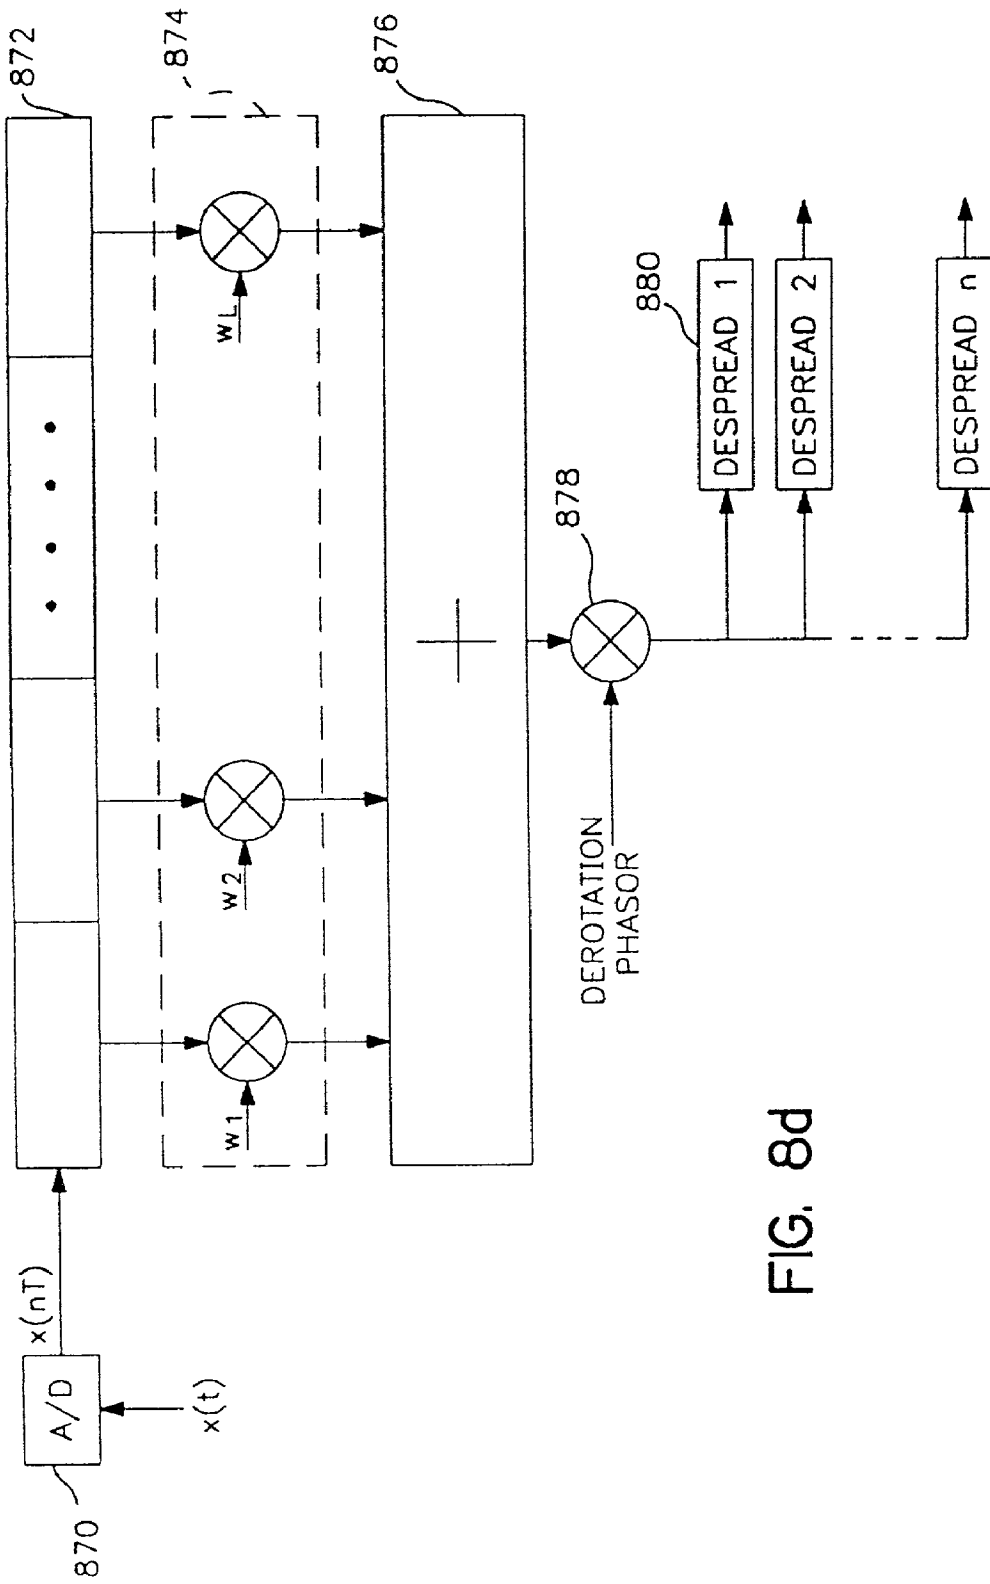 870
A/D
x(t)
x(nT)
872
874
w1
w2
wL
876
DEROTATION
PHASOR
878
880
DESPREAD 1
DESPREAD 2
DESPREAD n
FIG. 8d